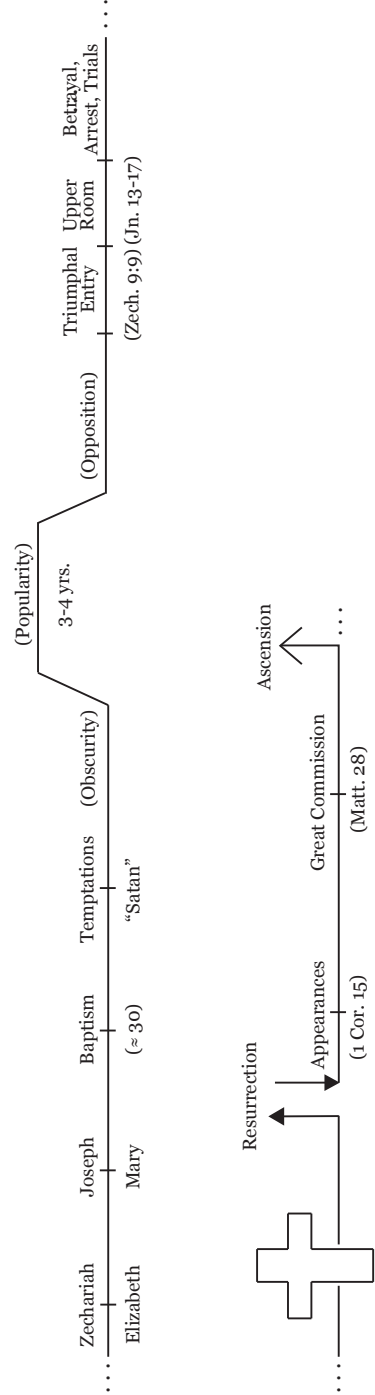 Zechariah
Elizabeth
Joseph
Mary
Baptism
(≈ 30)
Temptations
“Satan”
(Obscurity)
(Popularity)
3-4 yrs.
(Opposition)
Triumphal
Entry
(Zech. 9:9)
Upper
Room
(Jn. 13-17)
Betrayal,
Arrest, Trials
. . .
. . . .
. . . .
Resurrection
Appearances
(1 Cor. 15)
Great Commission
(Matt. 28)
Ascension
. . .